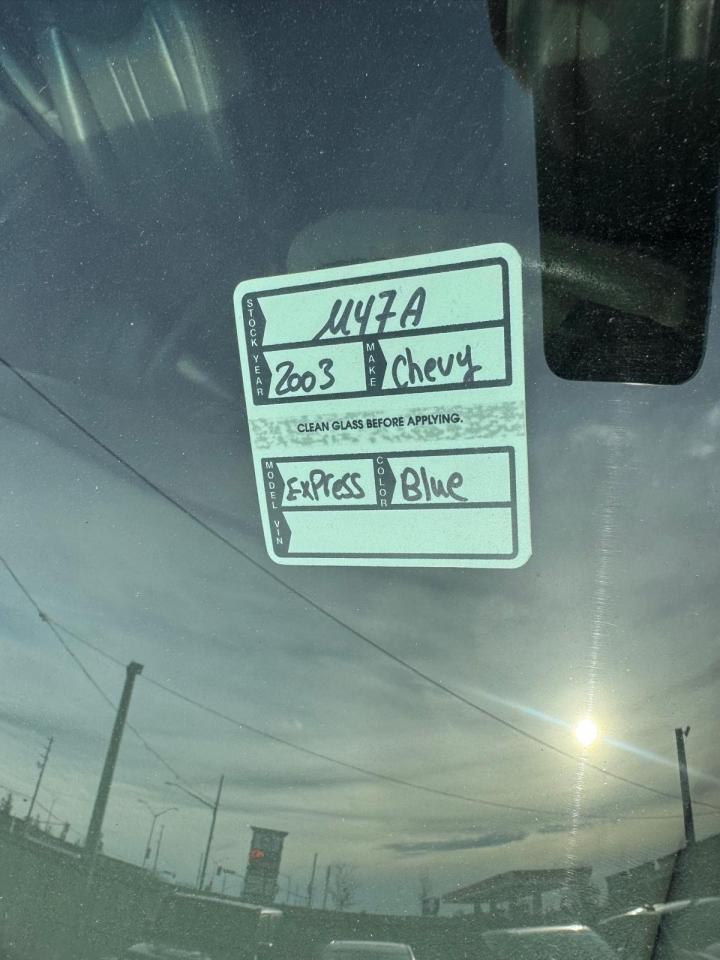 STOCK M47A
YEAR 2003 MAKE Chevy
CLEAN GLASS BEFORE APPLYING.
MODEL ExPress COLOR Blue
VIN